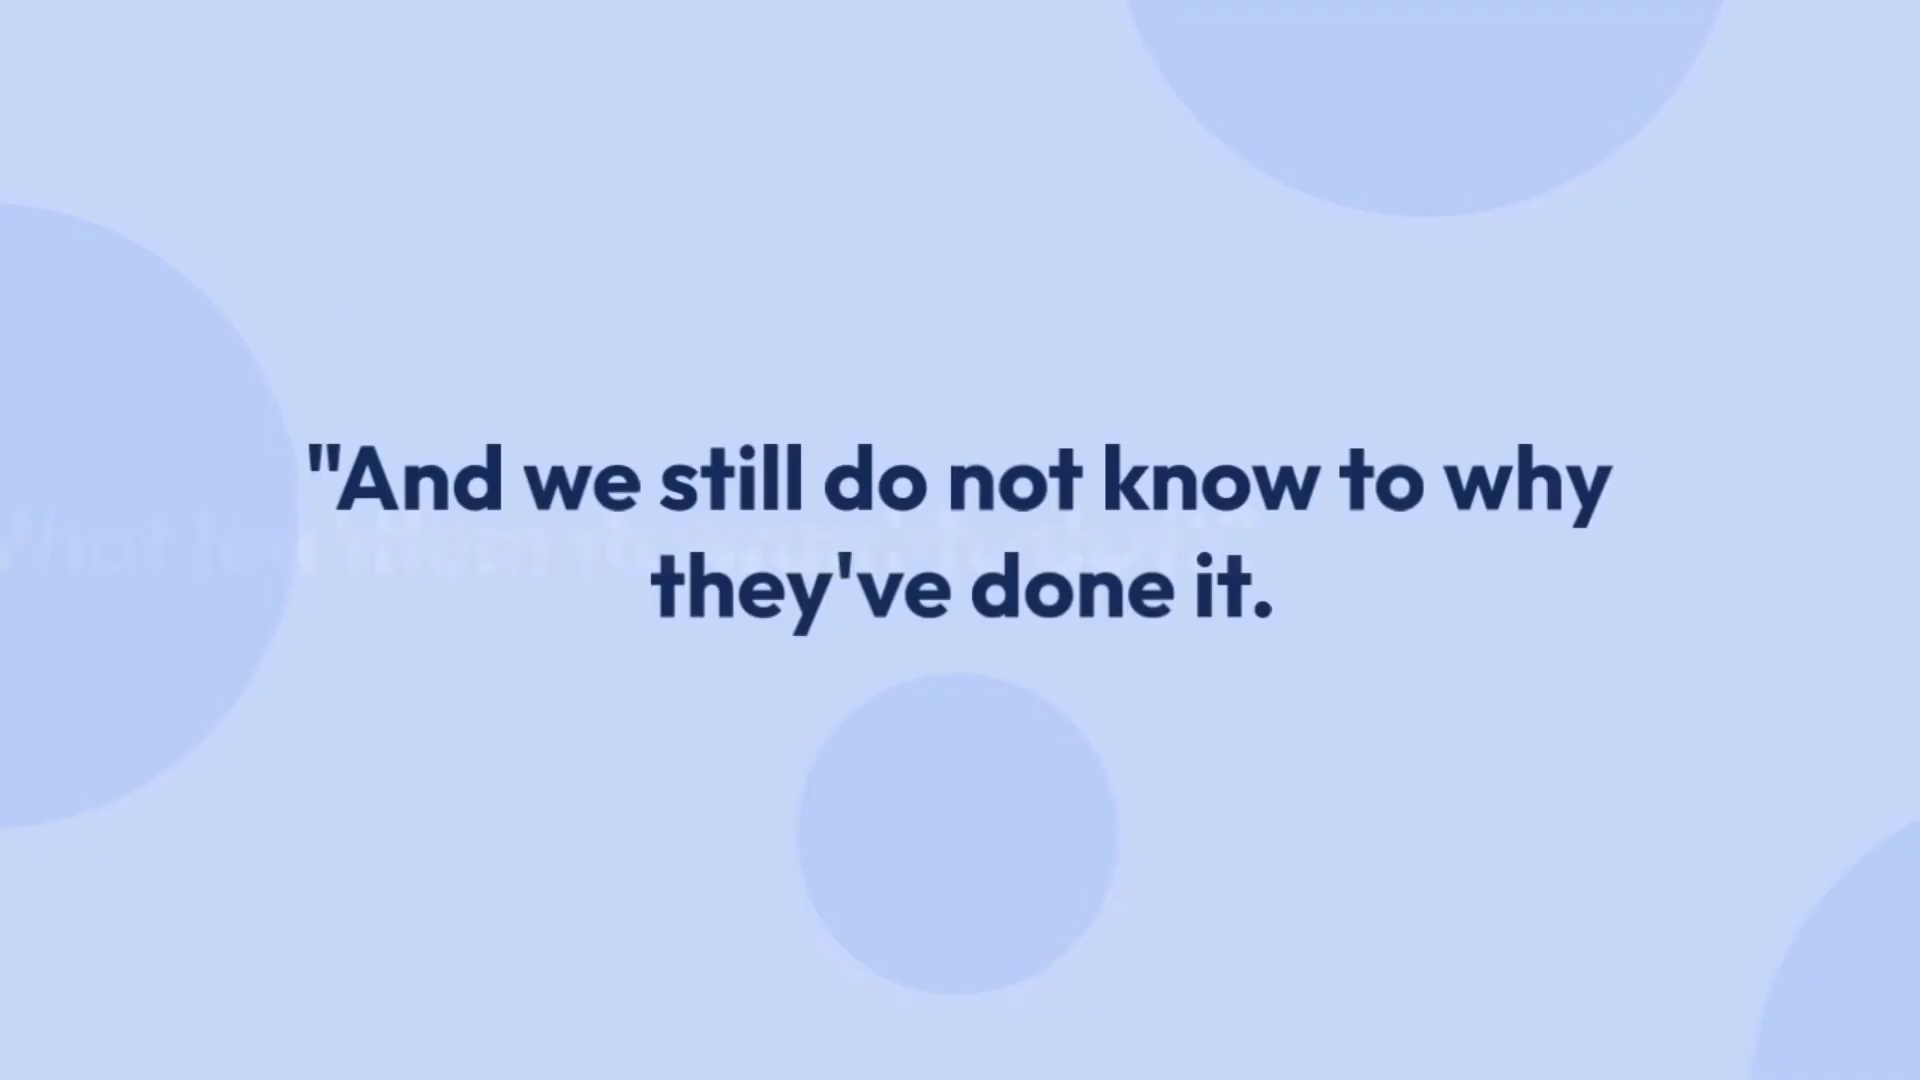 "And we still do not know to why
they've done it.